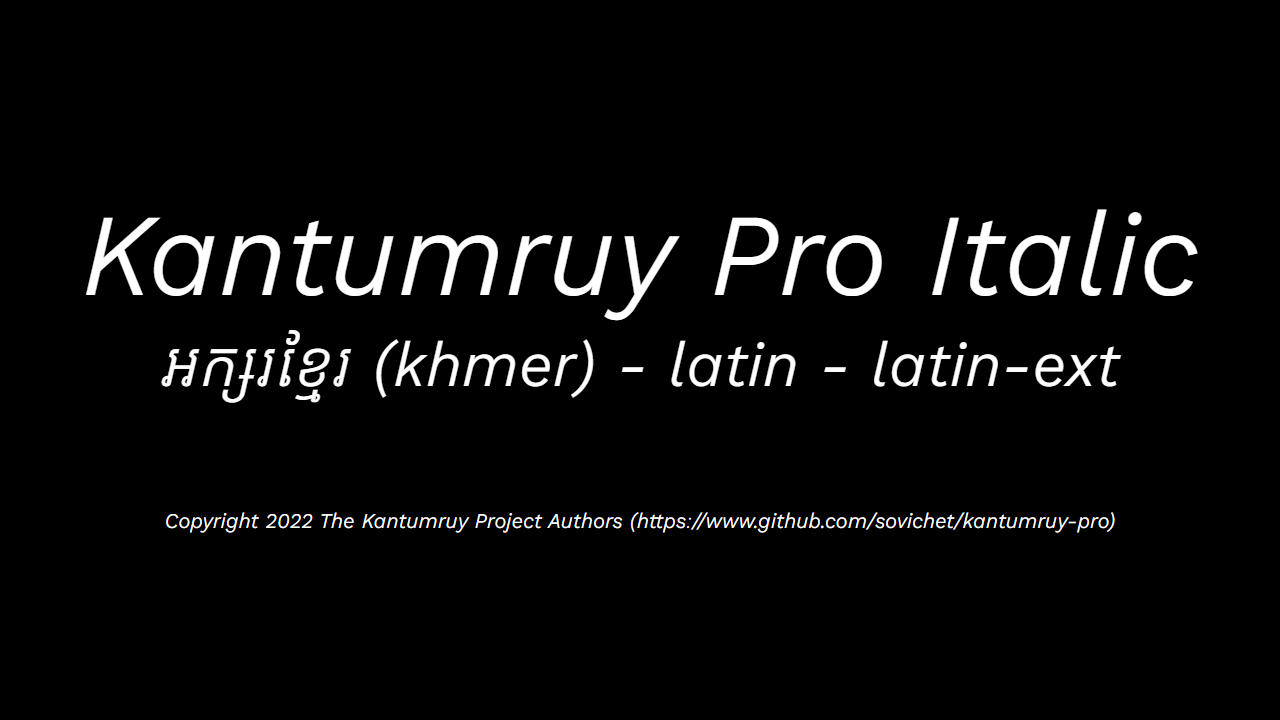 Kantumruy Pro Italic
អក្សរខ្មែរ (khmer) - latin - latin-ext
Copyright 2022 The Kantumruy Project Authors (https://www.github.com/sovichet/kantumruy-pro)